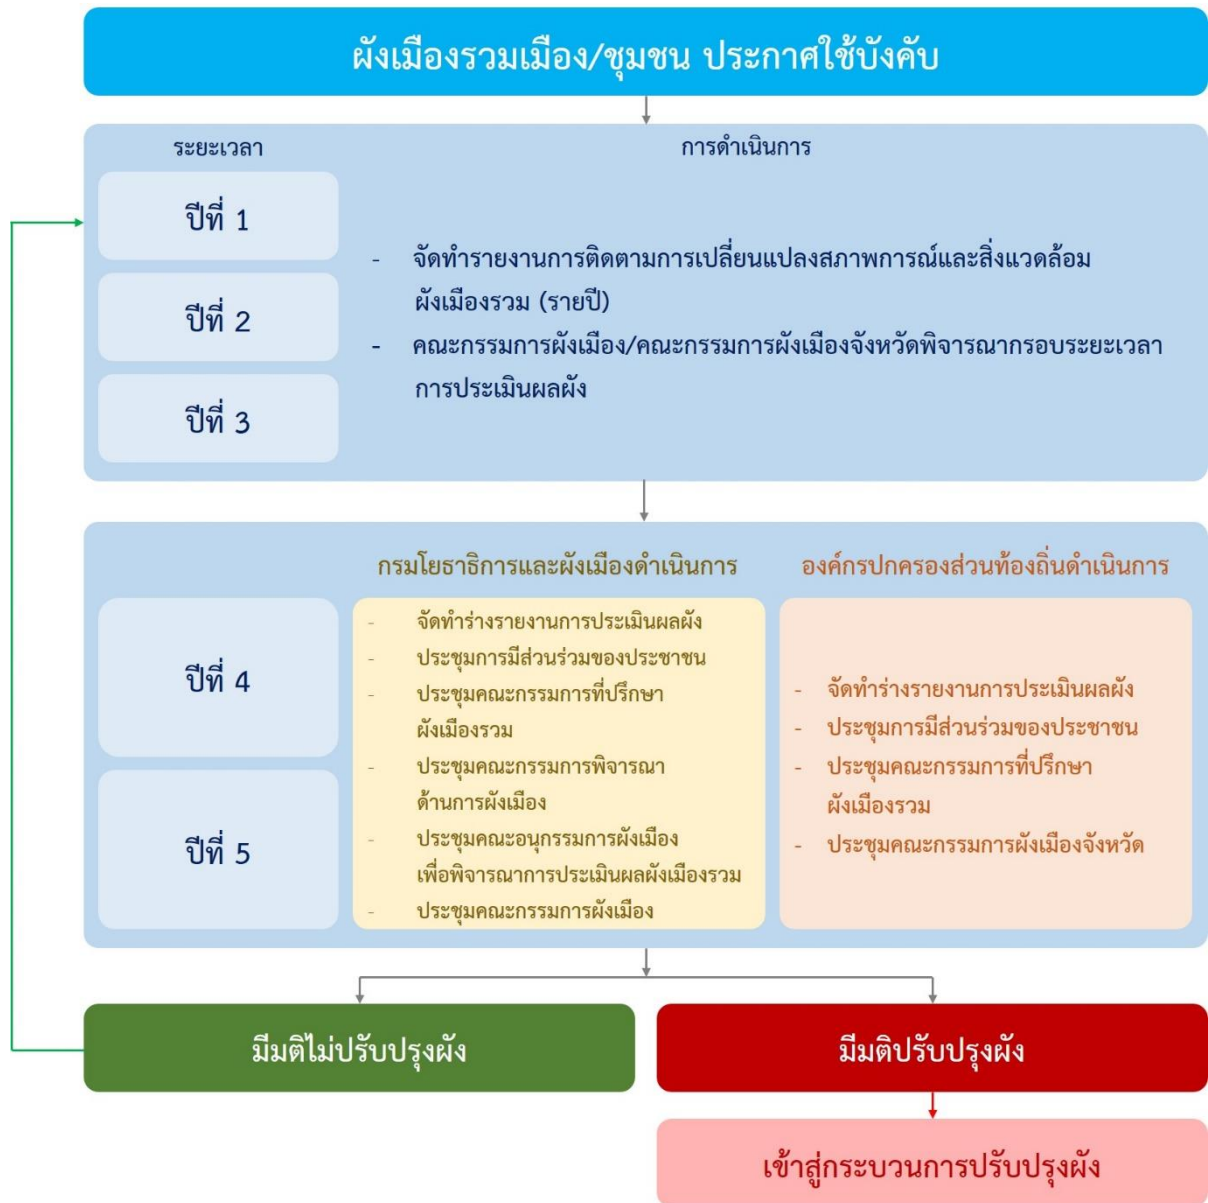 ผังเมืองรวมเมือง/ชุมชน ประกาศใช้บังคับ
ระยะเวลา
การดำเนินการ
ปีที่ 1
ปีที่ 2
ปีที่ 3
- จัดทำรายงานการติดตามการเปลี่ยนแปลงสภาพการณ์และสิ่งแวดล้อม
ผังเมืองรวม (รายปี)
- คณะกรรมการผังเมือง/คณะกรรมการผังเมืองจังหวัดพิจารณากรอบระยะเวลา
การประเมินผลผัง
ปีที่ 4
ปีที่ 5
กรมโยธาธิการและผังเมืองดำเนินการ
- จัดทำร่างรายงานการประเมินผลผัง
- ประชุมการมีส่วนร่วมของประชาชน
- ประชุมคณะกรรมการที่ปรึกษา
ผังเมืองรวม
- ประชุมคณะกรรมการพิจารณา
ด้านการผังเมือง
- ประชุมคณะอนุกรรมการผังเมือง
เพื่อพิจารณาการประเมินผลผังเมืองรวม
- ประชุมคณะกรรมการผังเมือง
องค์กรปกครองส่วนท้องถิ่นดำเนินการ
- จัดทำร่างรายงานการประเมินผลผัง
- ประชุมการมีส่วนร่วมของประชาชน
- ประชุมคณะกรรมการที่ปรึกษา
ผังเมืองรวม
- ประชุมคณะกรรมการผังเมืองจังหวัด
มีมติไม่ปรับปรุงผัง
มีมติปรับปรุงผัง
เข้าสู่กระบวนการปรับปรุงผัง